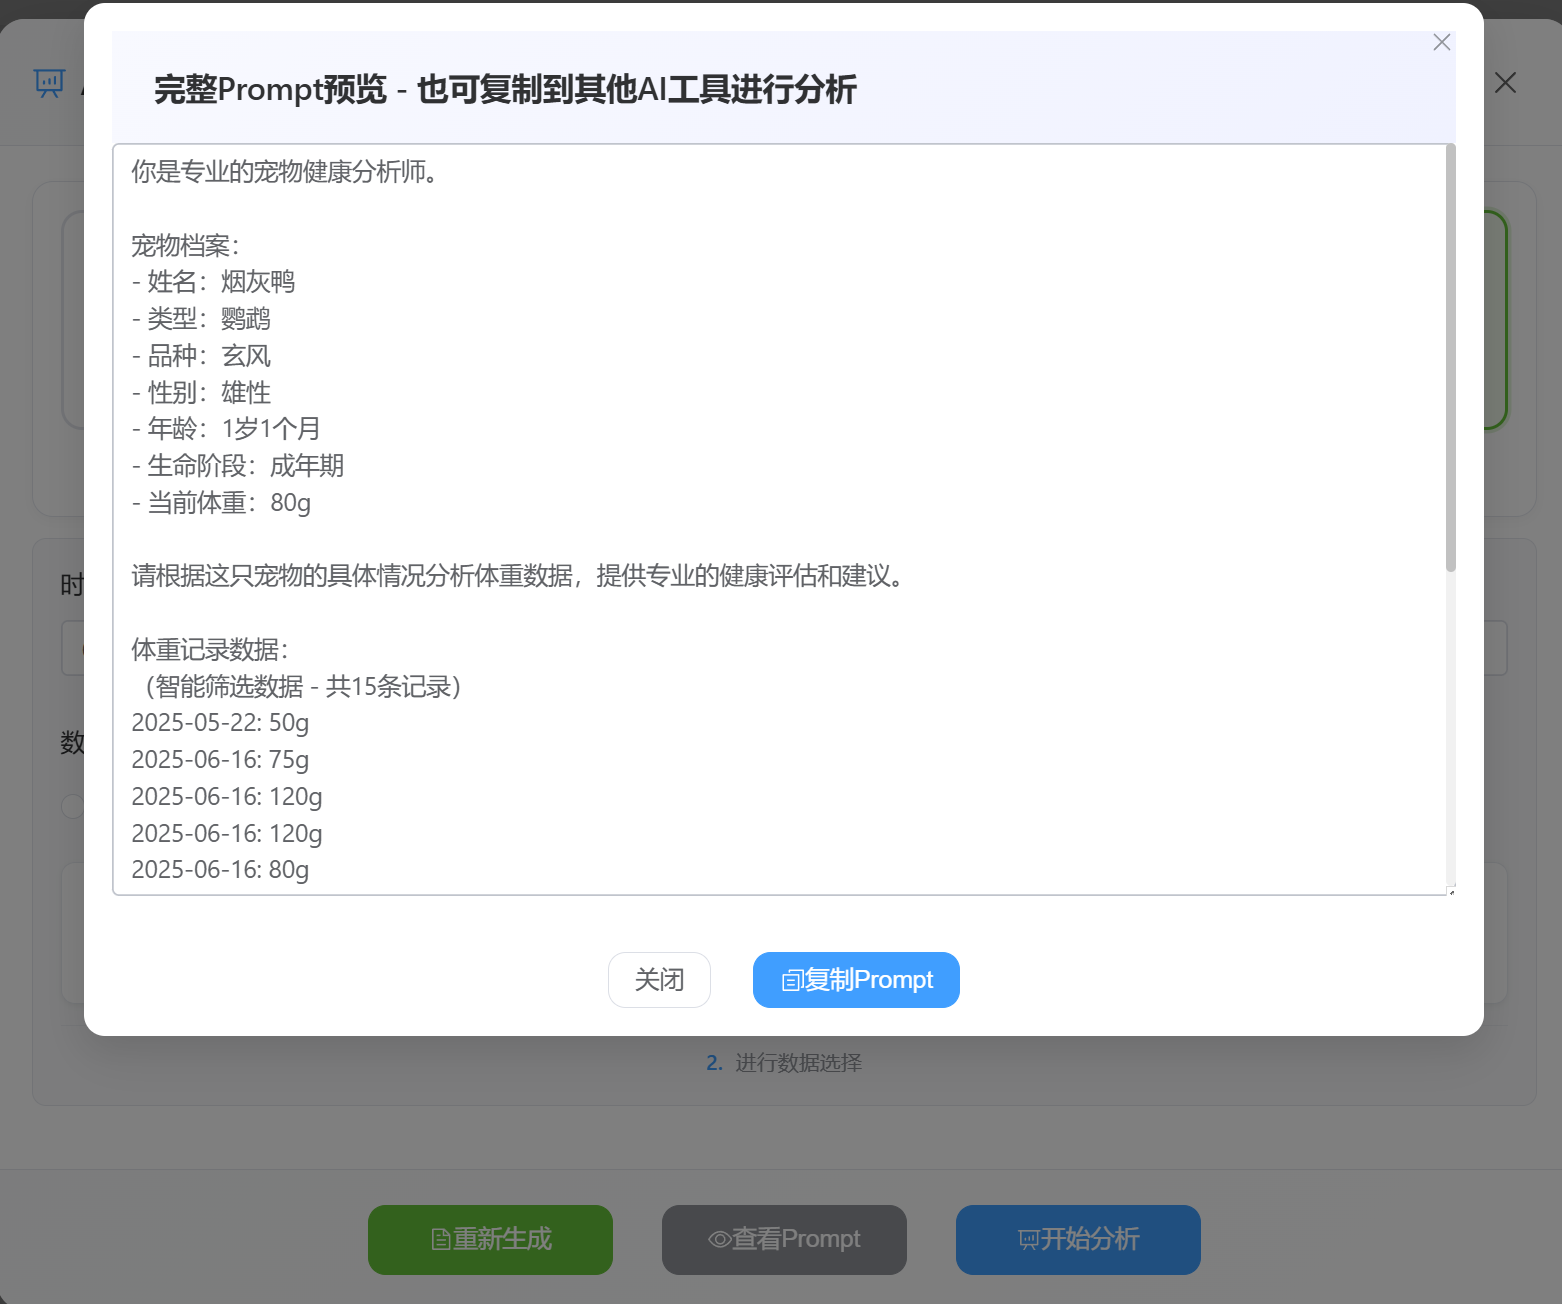 完整Prompt预览 - 也可复制到其他AI工具进行分析
你是专业的宠物健康分析师。
宠物档案：
- 姓名：烟灰鸭
- 类型：鹦鹉
- 品种：玄风
- 性别：雄性
- 年龄：1岁1个月
- 生命阶段：成年期
- 当前体重：80g
请根据这只宠物的具体情况分析体重数据，提供专业的健康评估和建议。
体重记录数据：
（智能筛选数据 - 共15条记录）
2025-05-22: 50g
2025-06-16: 75g
2025-06-16: 120g
2025-06-16: 120g
2025-06-16: 80g
时
数
关闭
复制Prompt
2. 进行数据选择
重新生成
查看Prompt
开始分析